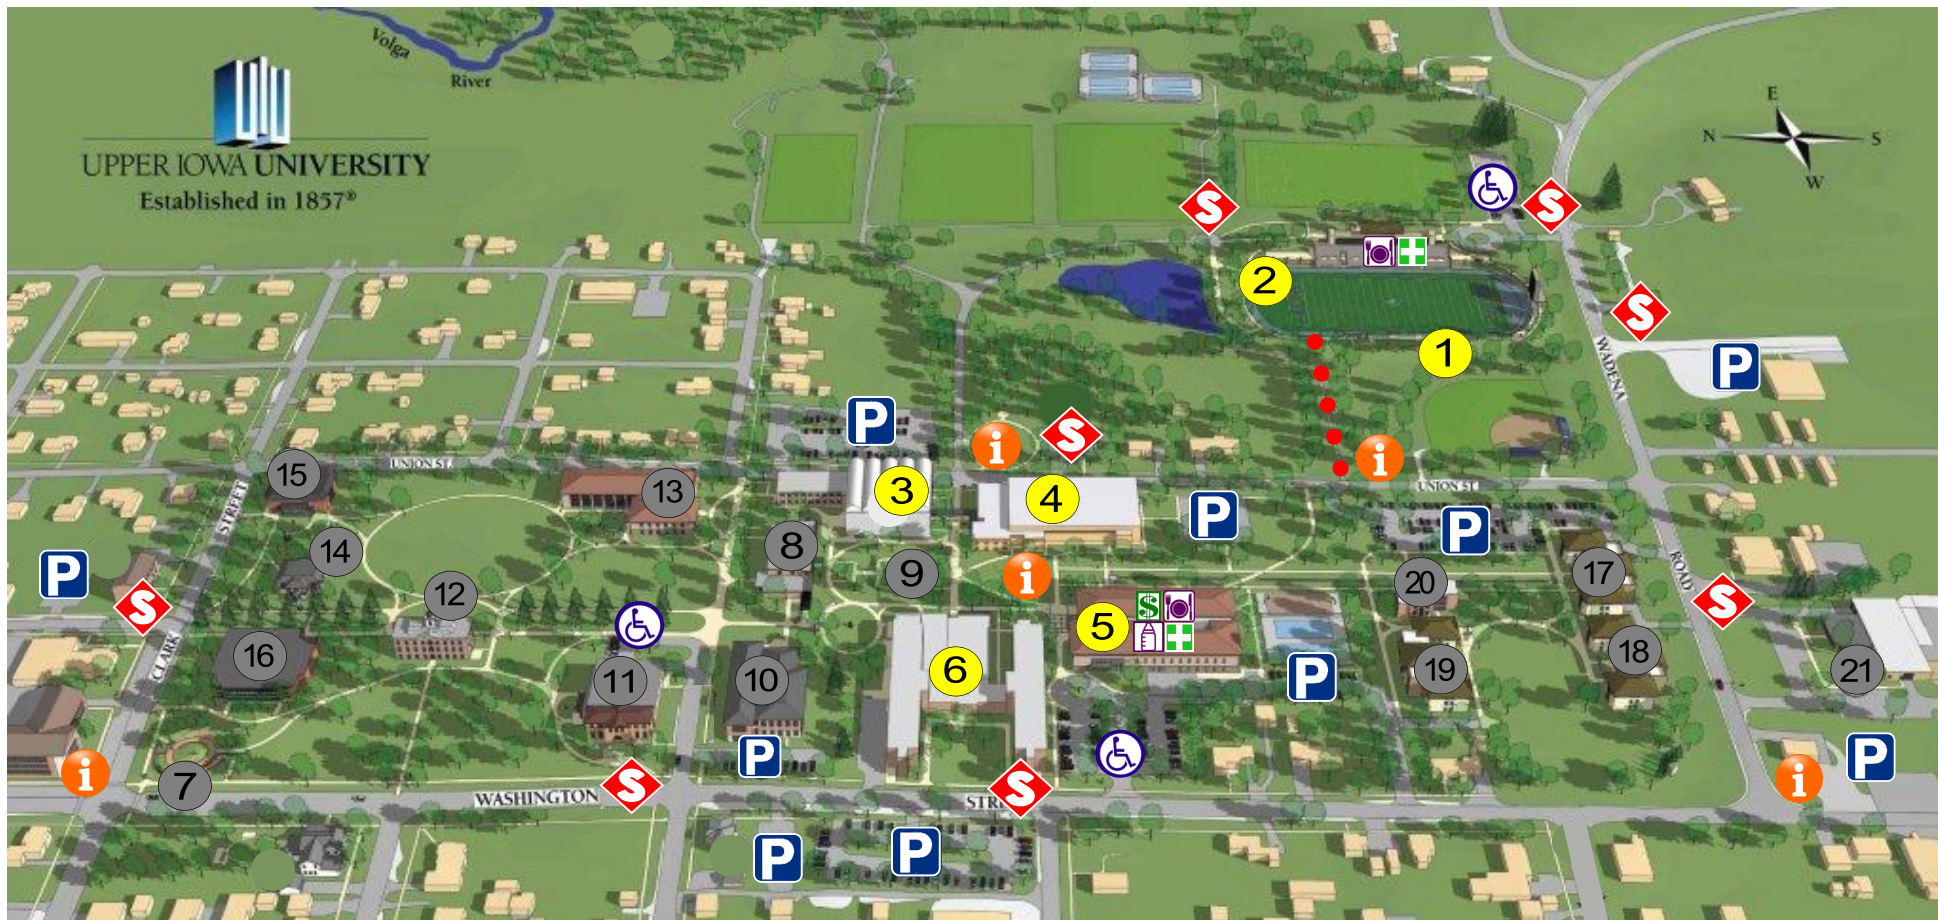 Volga
River
UPPER IOWA UNIVERSITY
Established in 1857®
E
N
S
W
S
S
2
S
1
WADENA
P
P
i
S
15
UNION ST.
13
3
4
i
UNION ST.
STREET
P
P
14
8
9
i
20
17
ROAD
P
S
12
$
5
S
CLARK
16
11
10
6
P
19
18
21
i
7
P
S
WASHINGTON
S
STR
i
P
P
P